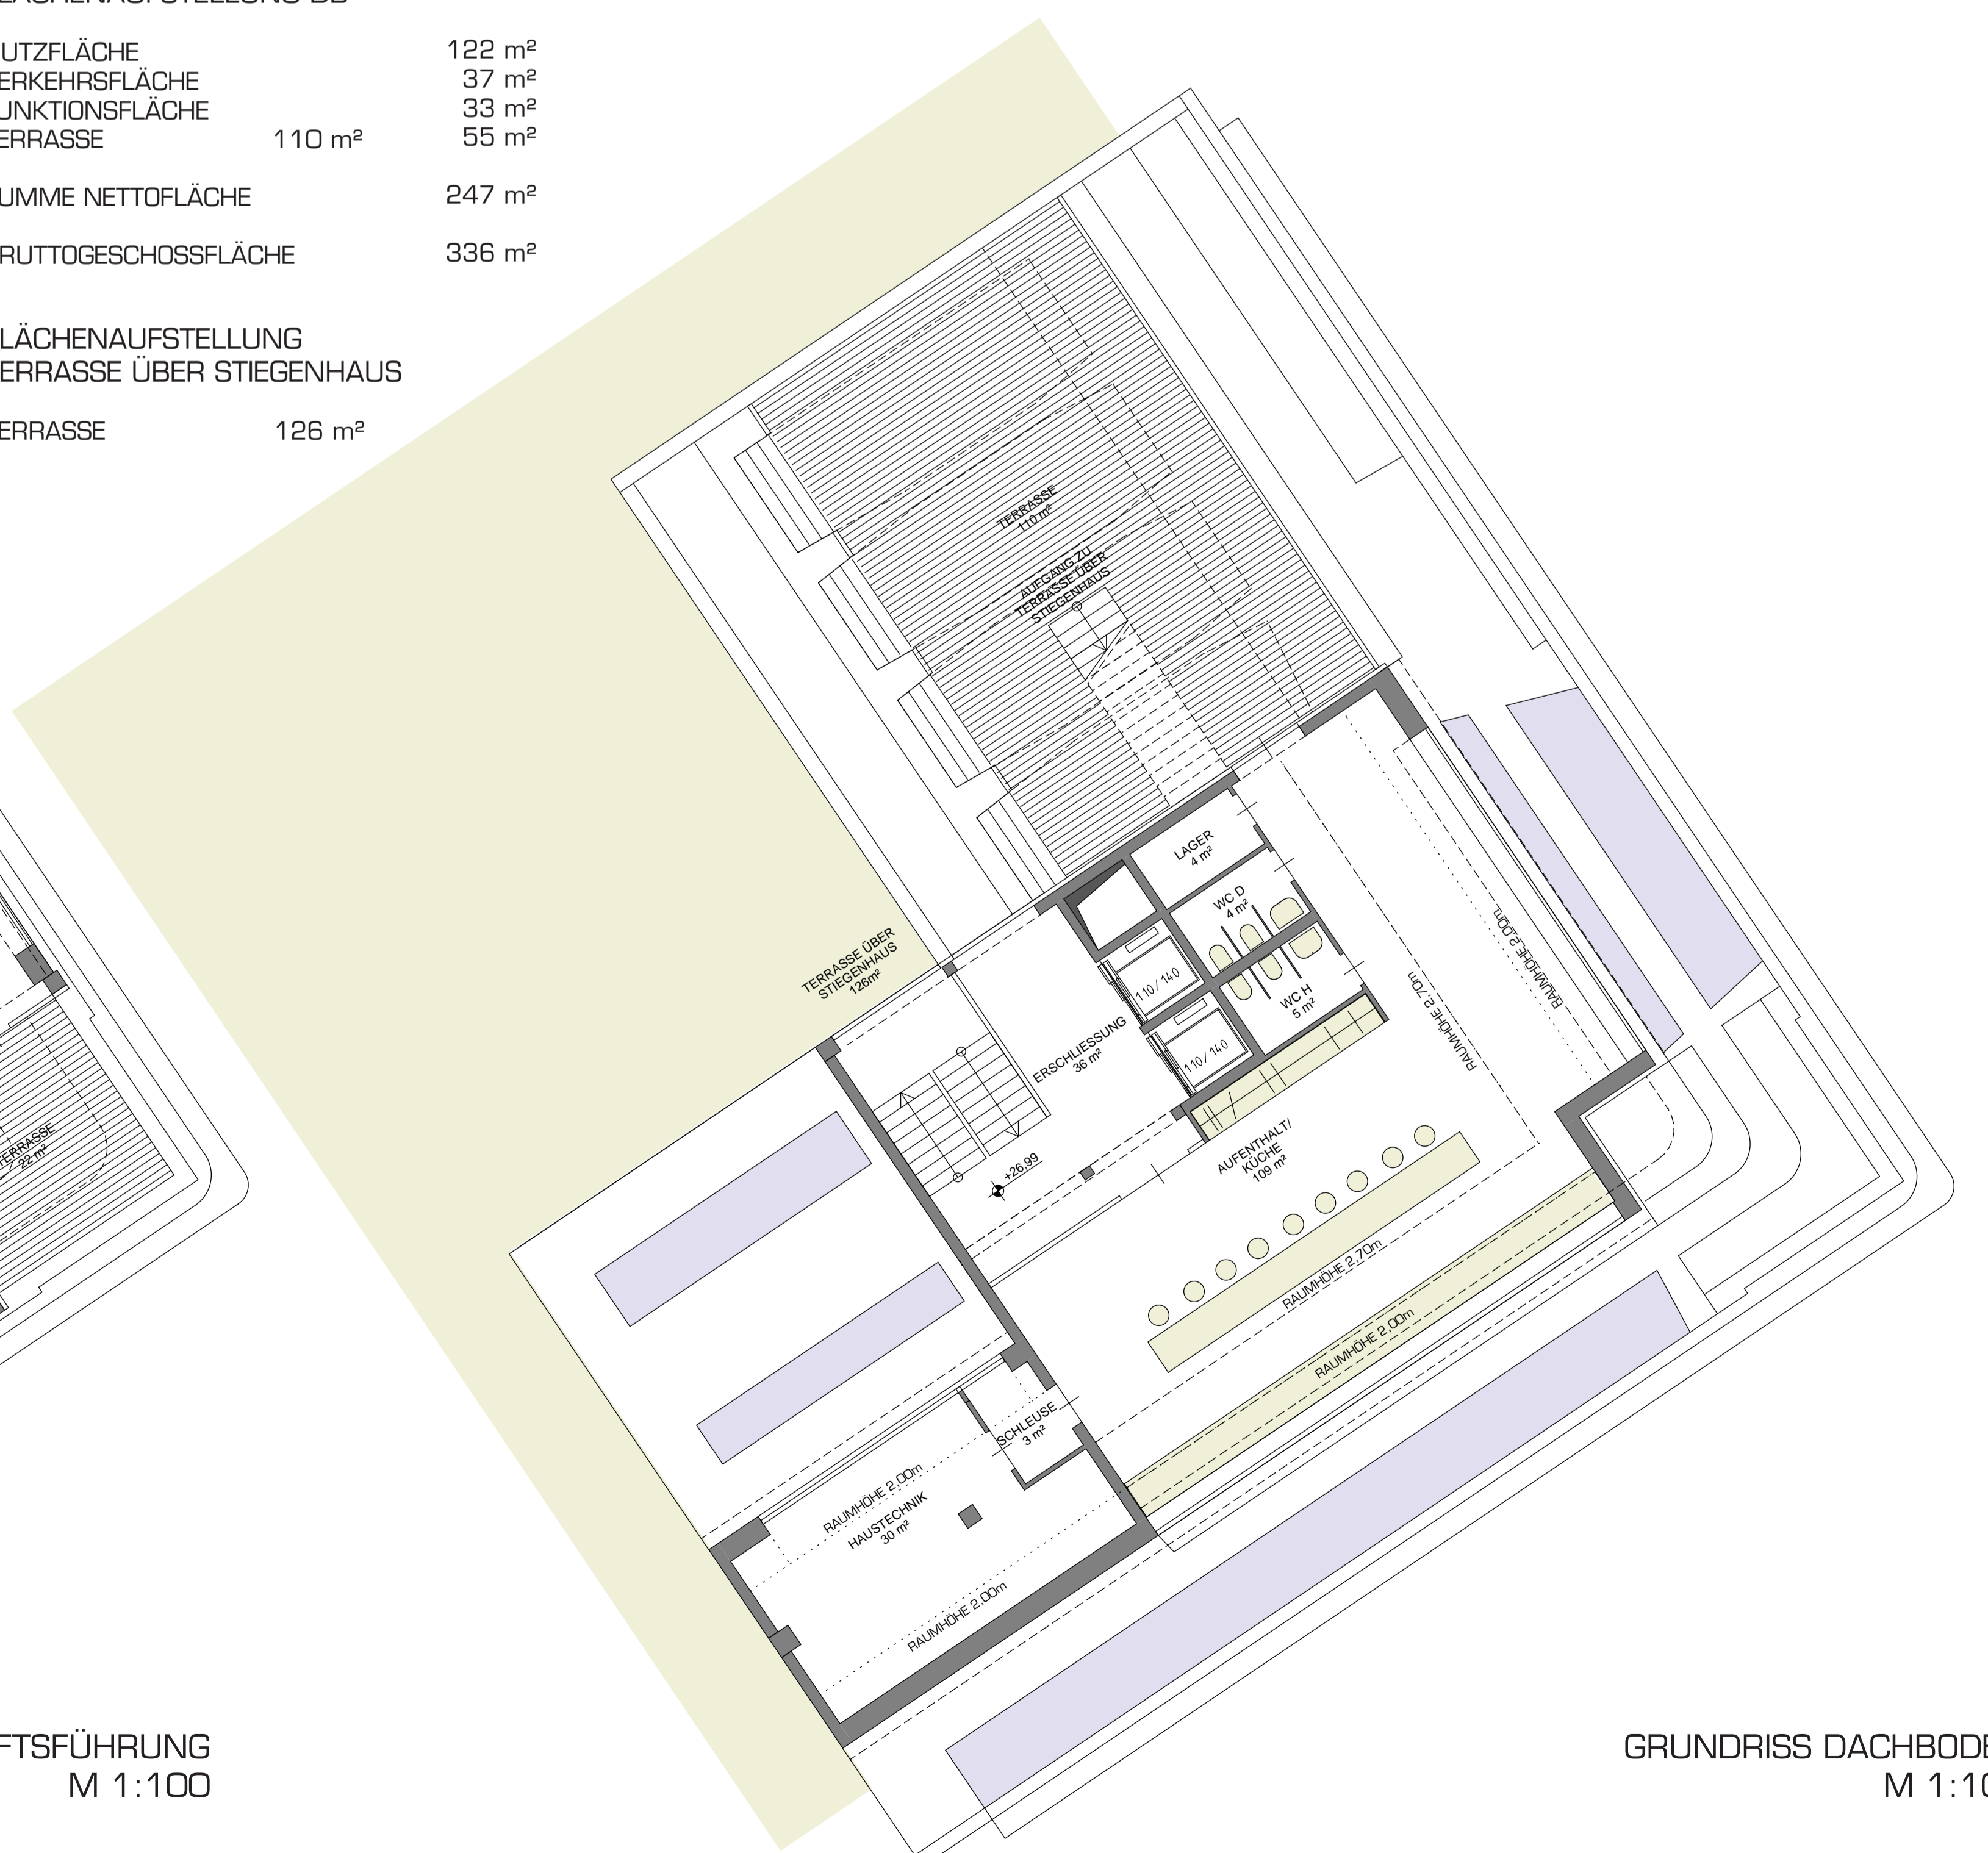 LÄCHENAUFSTELLUNG DD
UTZFLÄCHE 122 m²
ERKEHRSFLÄCHE 37 m²
UNKTIONSFLÄCHE 33 m²
ERRASSE 110 m² 55 m²
UMME NETTOFLÄCHE 247 m²
RUTTOGESCHOSSFLÄCHE 336 m²
LÄCHENAUFSTELLUNG
ERRASSE ÜBER STIEGENHAUS
ERRASSE 126 m²
TERRASSE
110 m²
AUFGANG ZU
TERRASSE ÜBER
STIEGENHAUS
LAGER
4 m²
WC D
4 m²
WC H
5 m²
110 / 140
110 / 140
TERRASSE ÜBER
STIEGENHAUS
126m²
ERSCHLIESSUNG
36 m²
+26.99
AUFENTHALT/
KÜCHE
109 m²
RAUMHÖHE 2,00m
RAUMHÖHE 2,70m
RAUMHÖHE 2,70m
RAUMHÖHE 2,00m
SCHLEUSE
3 m²
RAUMHÖHE 2,00m
HAUSTECHNIK
30 m²
RAUMHÖHE 2,00m
TERRASSE
22 m²
FTSFÜHRUNG
M 1:100
GRUNDRISS DACHBODE
M 1:10